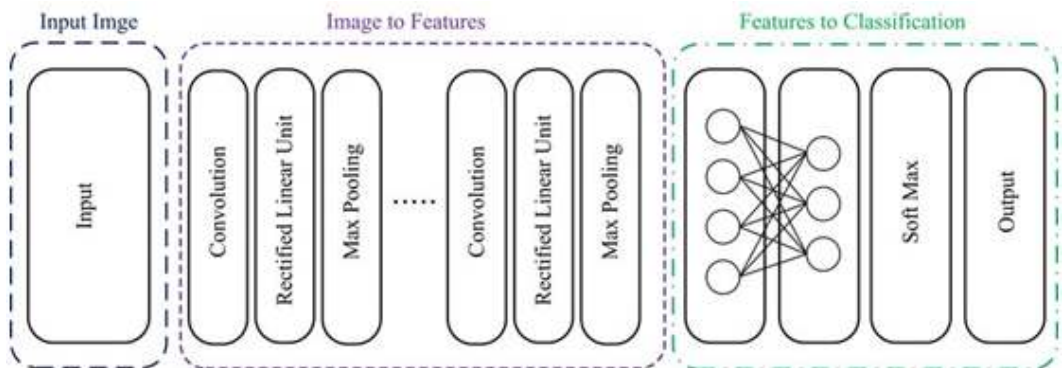 Input Imge
Image to Features
Features to Classification
Input
Convolution
Rectified Linear Unit
Max Pooling
.....
Convolution
Rectified Linear Unit
Max Pooling
Soft Max
Output